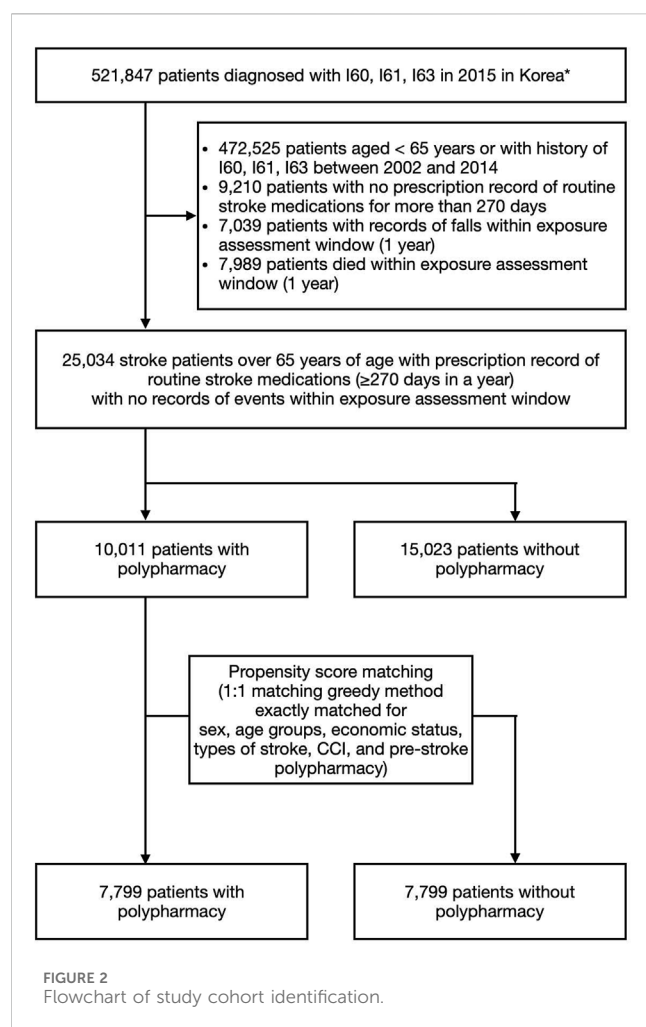 521,847 patients diagnosed with I60, I61, I63 in 2015 in Korea*
• 472,525 patients aged < 65 years or with history of
I60, I61, I63 between 2002 and 2014
• 9,210 patients with no prescription record of routine
stroke medications for more than 270 days
• 7,039 patients with records of falls within exposure
assessment window (1 year)
• 7,989 patients died within exposure assessment
window (1 year)
25,034 stroke patients over 65 years of age with prescription record of
routine stroke medications (≥270 days in a year)
with no records of events within exposure assessment window
10,011 patients with
polypharmacy
15,023 patients without
polypharmacy
Propensity score matching
(1:1 matching greedy method
exactly matched for
sex, age groups, economic status,
types of stroke, CCI, and pre-stroke
polypharmacy)
7,799 patients with
polypharmacy
7,799 patients without
polypharmacy
FIGURE 2
Flowchart of study cohort identification.